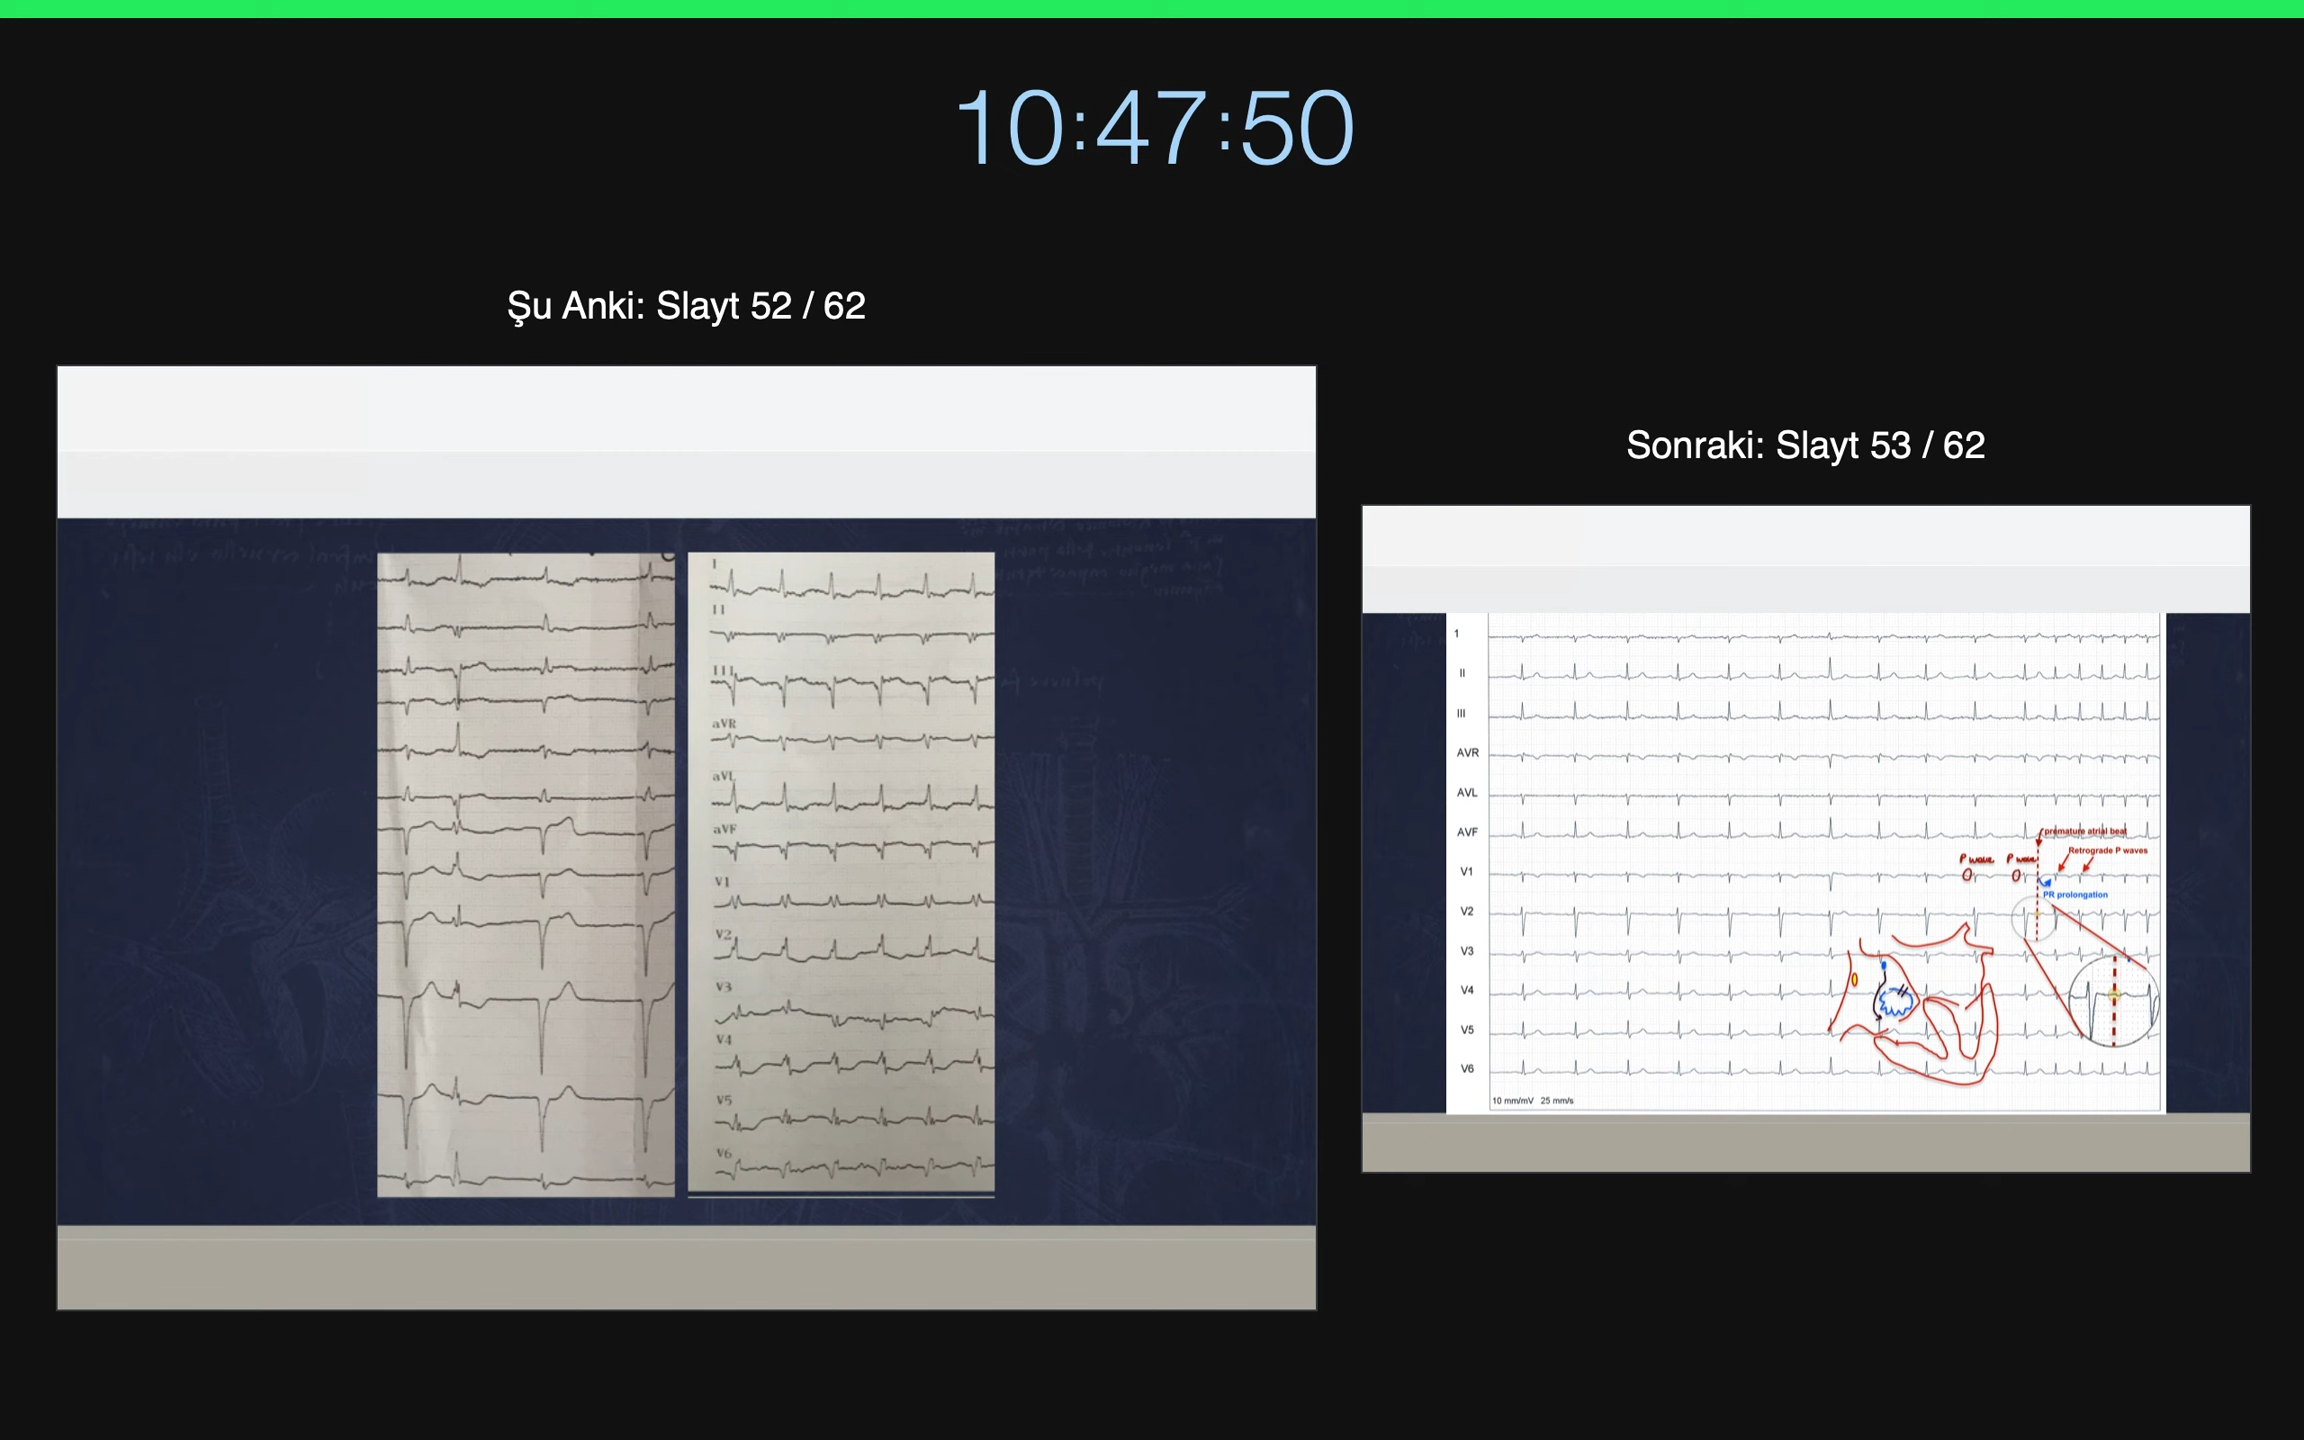 10:47:50
Şu Anki: Slayt 52 / 62
I
II
III
aVR
aVL
aVF
V1
V2
V3
V4
V5
V6
Sonraki: Slayt 53 / 62
1
II
III
AVR
AVL
AVF
premature atrial beat
P wave P wave
Retrograde P waves
V1
PR prolongation
V2
V3
V4
V5
V6
10 mm/mV 25 mm/s